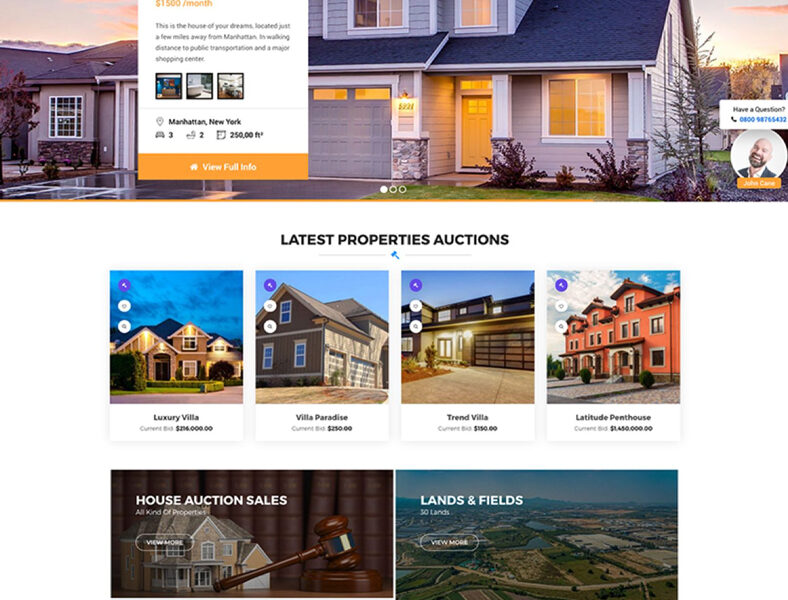 $1500 /month
This is the house of your dreams, located just
a few miles away from Manhattan. In walking
distance to public transportation and a major
shopping center.
5221
Manhattan, New York
3 2 250,00 ft²
View Full Info
Have a Question?
0800 98765432
John Cane
LATEST PROPERTIES AUCTIONS
Luxury Villa
Current Bid: $216,000.00
Villa Paradise
Current Bid: $250.00
Trend Villa
Current Bid: $150.00
Latitude Penthouse
Current Bid: $1,450,000.00
HOUSE AUCTION SALES
All Kind Of Properties
VIEW MORE
LANDS & FIELDS
30 Lands
VIEW MORE